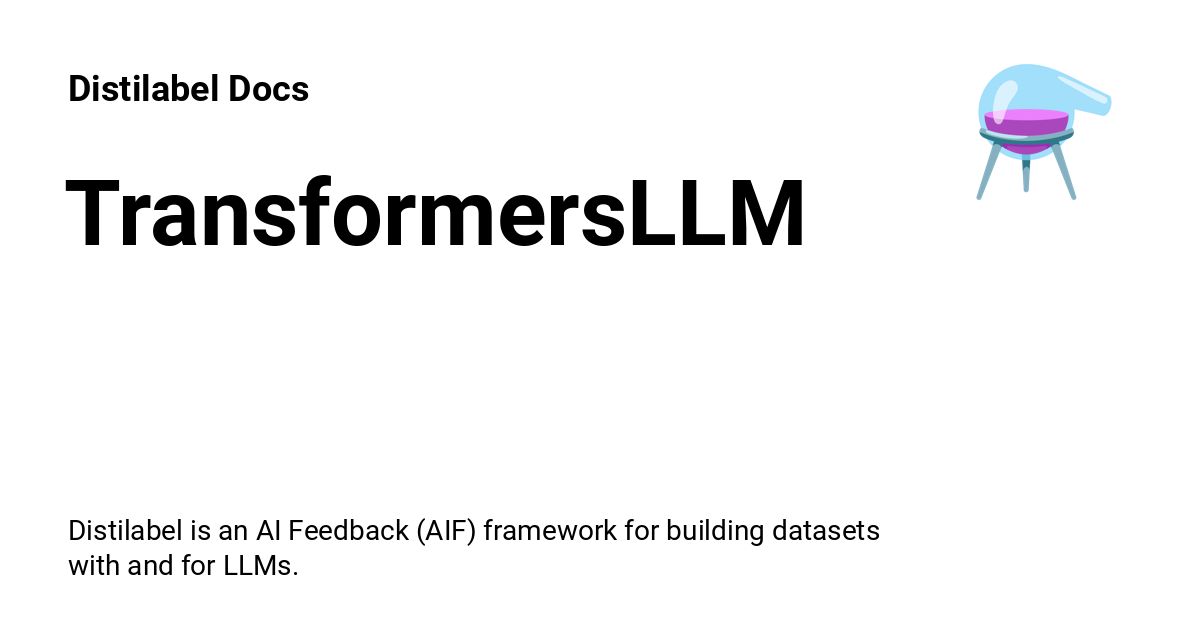 Distilabel Docs
TransformersLLM
Distilabel is an AI Feedback (AIF) framework for building datasets
with and for LLMs.